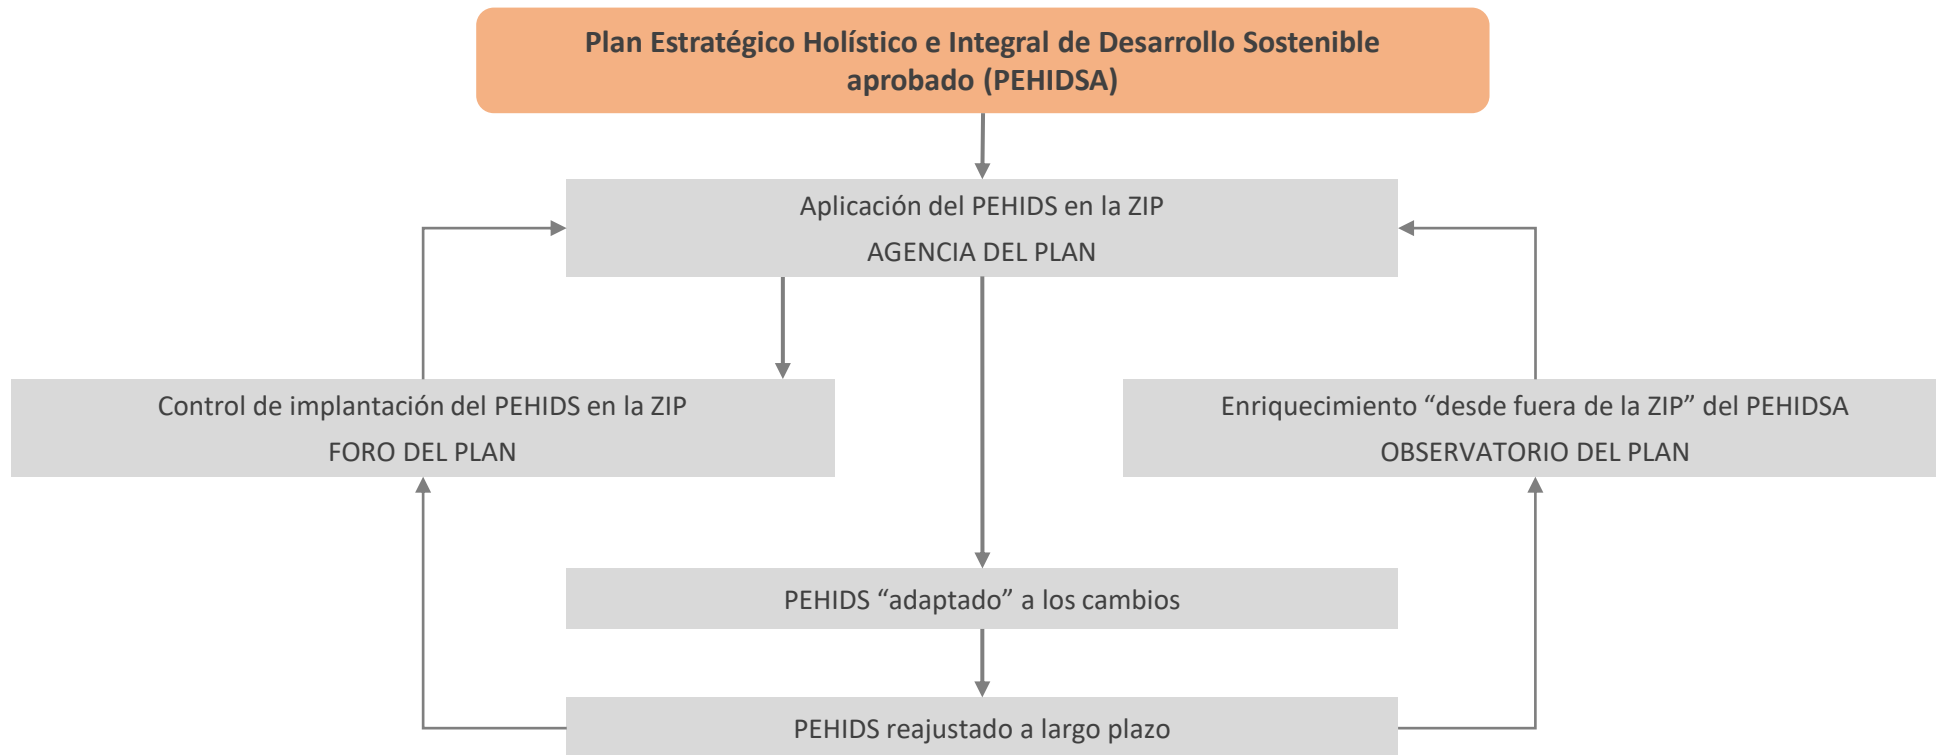 Plan Estratégico Holístico e Integral de Desarrollo Sostenible
aprobado (PEHIDSA)
Aplicación del PEHIDS en la ZIP
AGENCIA DEL PLAN
Control de implantación del PEHIDS en la ZIP
FORO DEL PLAN
Enriquecimiento “desde fuera de la ZIP” del PEHIDSA
OBSERVATORIO DEL PLAN
PEHIDS “adaptado” a los cambios
PEHIDS reajustado a largo plazo